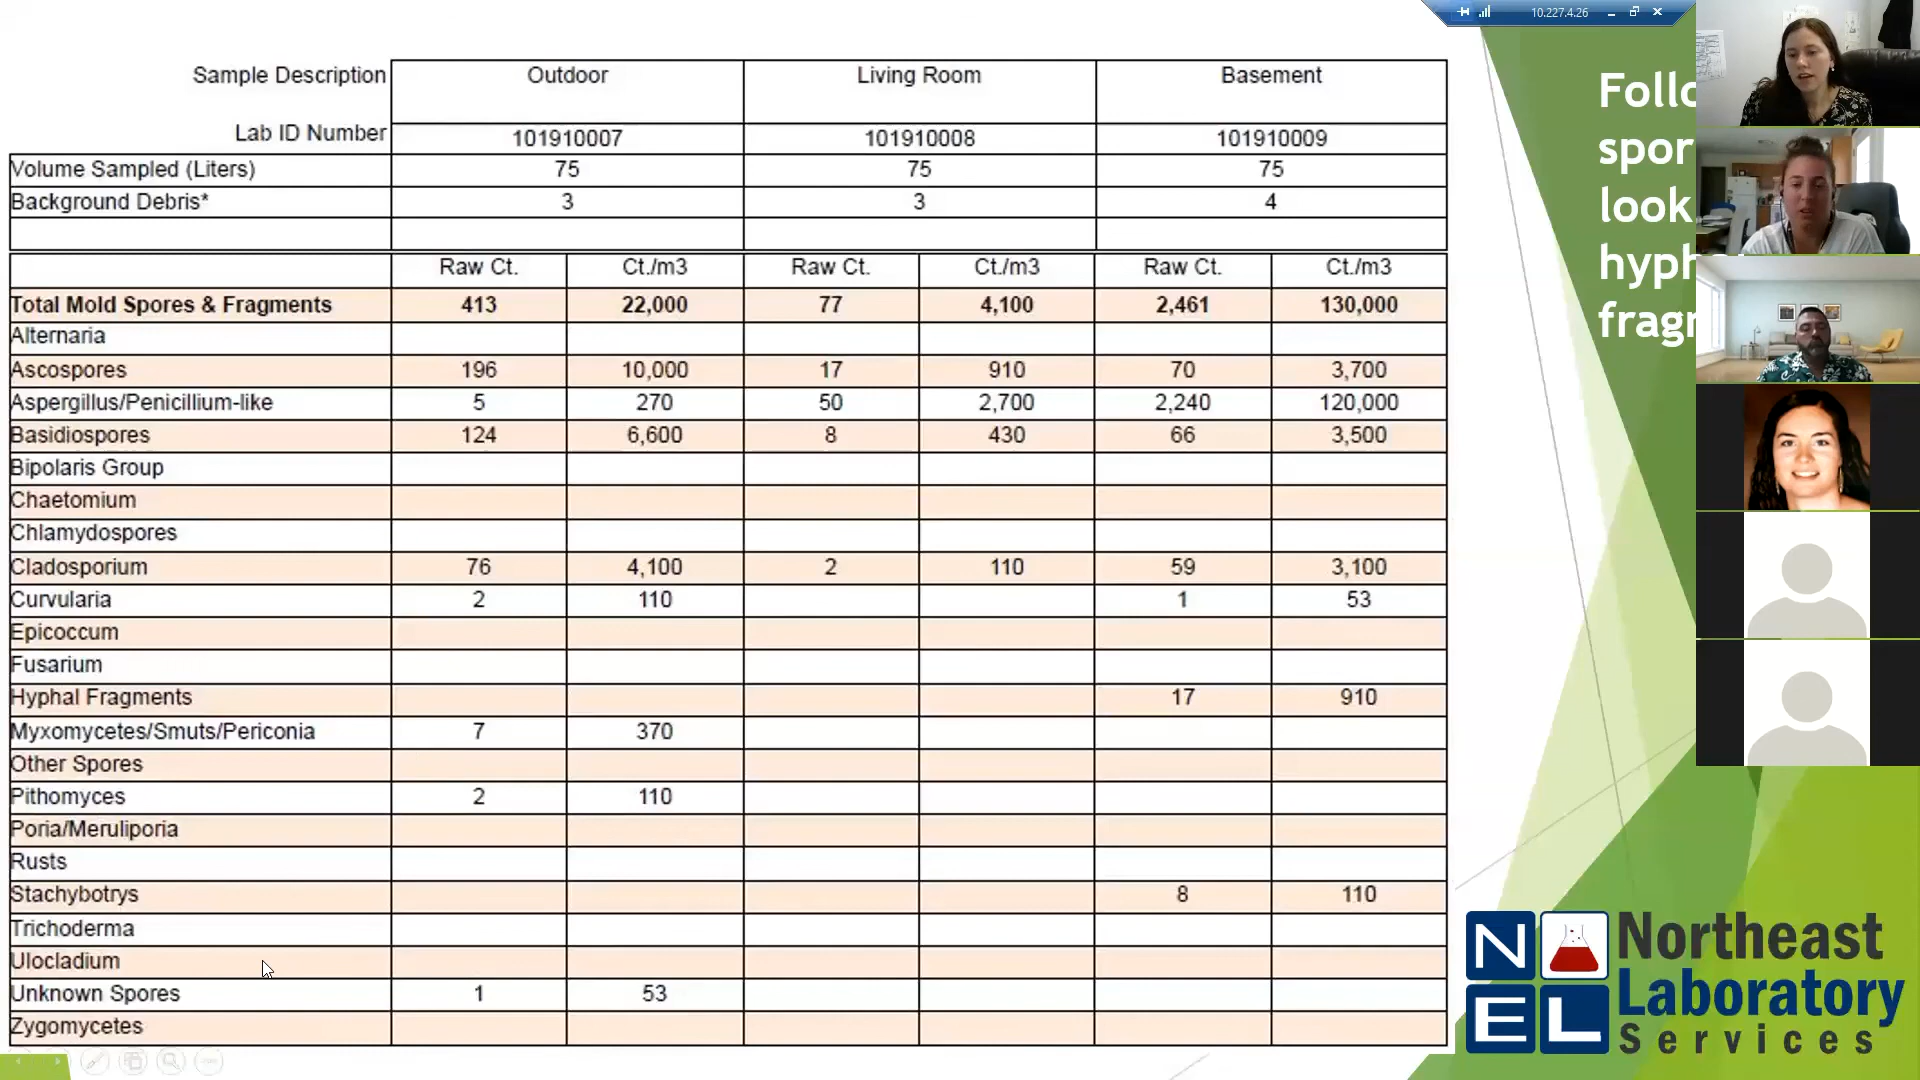 10.227.4.26
Sample Description Outdoor Living Room Basement
Lab ID Number 101910007 101910008 101910009
Volume Sampled (Liters) 75 75 75
Background Debris* 3 3 4
Raw Ct. Ct./m3 Raw Ct. Ct./m3 Raw Ct. Ct./m3
Total Mold Spores & Fragments 413 22,000 77 4,100 2,461 130,000
Alternaria
Ascospores 196 10,000 17 910 70 3,700
Aspergillus/Penicillium-like 5 270 50 2,700 2,240 120,000
Basidiospores 124 6,600 8 430 66 3,500
Bipolaris Group
Chaetomium
Chlamydospores
Cladosporium 76 4,100 2 110 59 3,100
Curvularia 2 110 1 53
Epicoccum
Fusarium
Hyphal Fragments 17 910
Myxomycetes/Smuts/Periconia 7 370
Other Spores
Pithomyces 2 110
Poria/Meruliporia
Rusts
Stachybotrys 8 110
Trichoderma
Ulocladium
Unknown Spores 1 53
Zygomycetes
look
N
EL
Northeast
Laboratory
Services